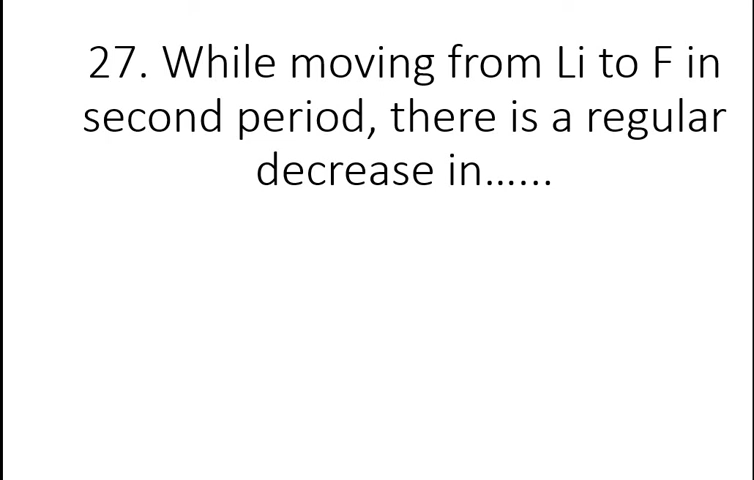 27. While moving from Li to F in
second period, there is a regular
decrease in......